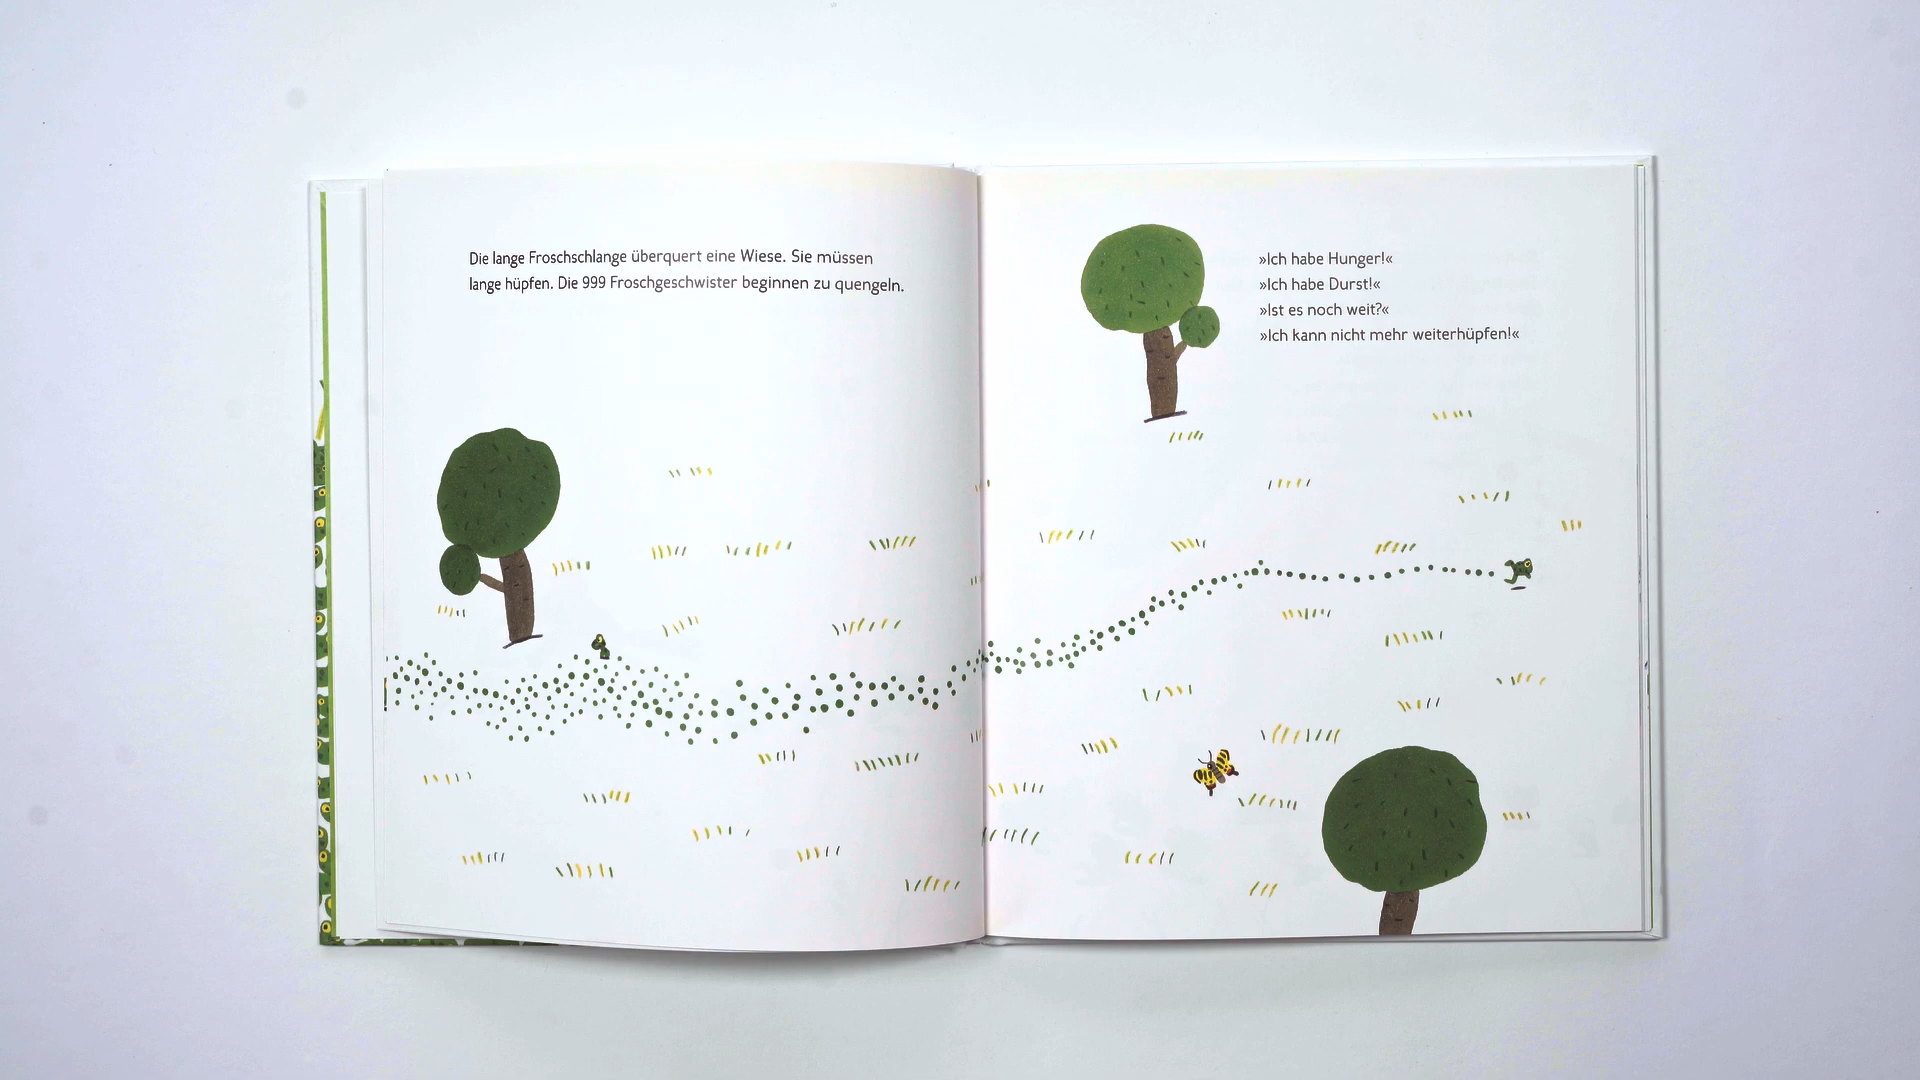 Die lange Froschschlange überquert eine Wiese. Sie müssen
lange hüpfen. Die 999 Froschgeschwister beginnen zu quengeln.
»Ich habe Hunger!«
»Ich habe Durst!«
»Ist es noch weit?«
»Ich kann nicht mehr weiterhüpfen!«